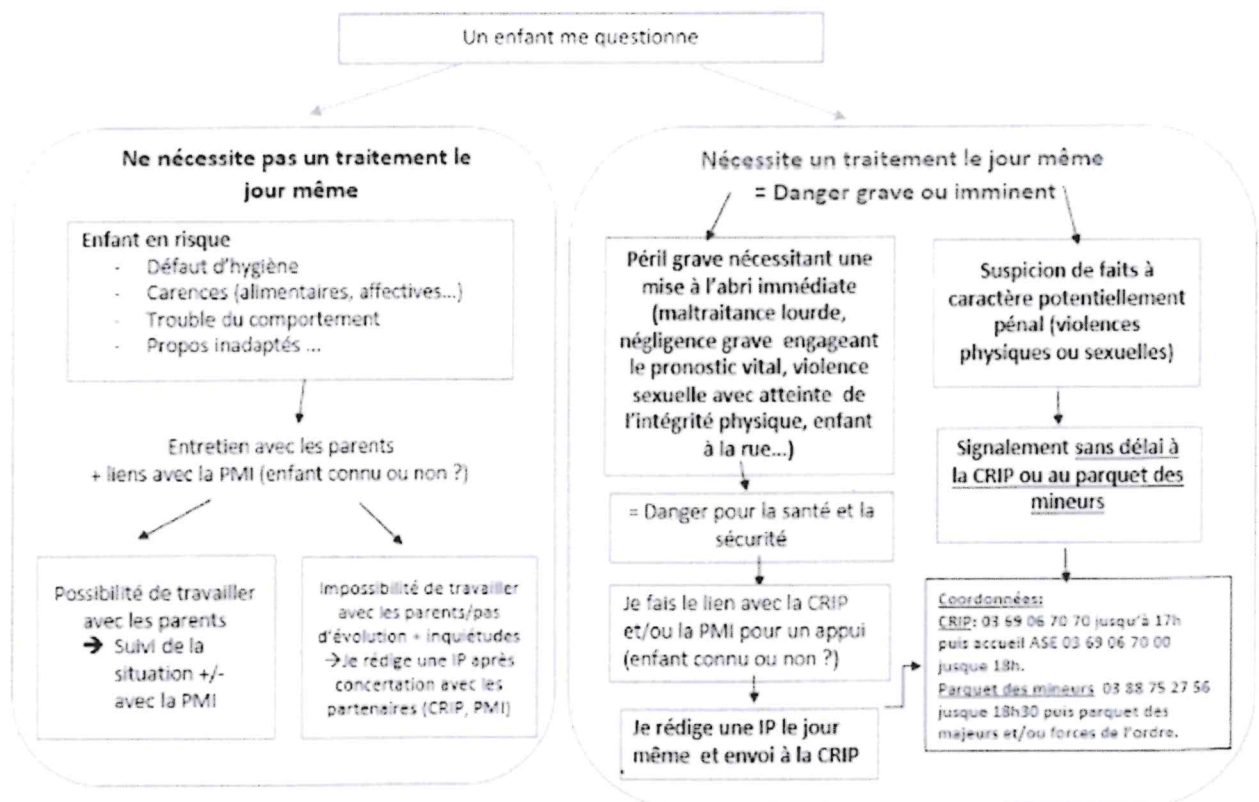 Un enfant me questionne
Ne nécessite pas un traitement le
jour même
Enfant en risque
- Défaut d'hygiène
- Carences (alimentaires, affectives...)
- Trouble du comportement
- Propos inadaptés ...
Entretien avec les parents
+ liens avec la PMI (enfant connu ou non ?)
Possibilité de travailler
avec les parents
→ Suivi de la
situation +/-
avec la PMI
Impossibilité de travailler
avec les parents/pas
d'évolution + inquiétudes
→Je rédige une IP après
concertation avec les
partenaires (CRIP, PMI)
Nécessite un traitement le jour même
= Danger grave ou imminent
Péril grave nécessitant une
mise à l'abri immédiate
(maltraitance lourde,
négligence grave engageant
le pronostic vital, violence
sexuelle avec atteinte de
l'intégrité physique, enfant
à la rue...)
= Danger pour la santé et la
sécurité
Je fais le lien avec la CRIP
et/ou la PMI pour un appui
(enfant connu ou non ?)
Je rédige une IP le jour
même et envoi à la CRIP
Suspicion de faits à
caractère potentiellement
pénal (violences
physiques ou sexuelles)
Signalement sans délai à
la CRIP ou au parquet des
mineurs
Coordonnées:
CRIP: 03 69 06 70 70 jusqu'à 17h
puis accueil ASE 03 69 06 70 00
jusque 18h.
Parquet des mineurs 03 88 75 27 56
jusque 18h30 puis parquet des
majeurs et/ou forces de l'ordre.